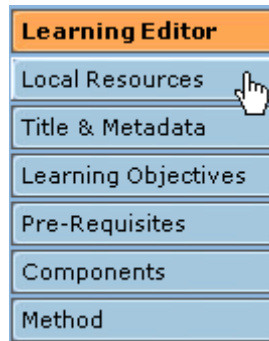 Learning Editor
Local Resources
Title & Metadata
Learning Objectives
Pre-Requisites
Components
Method